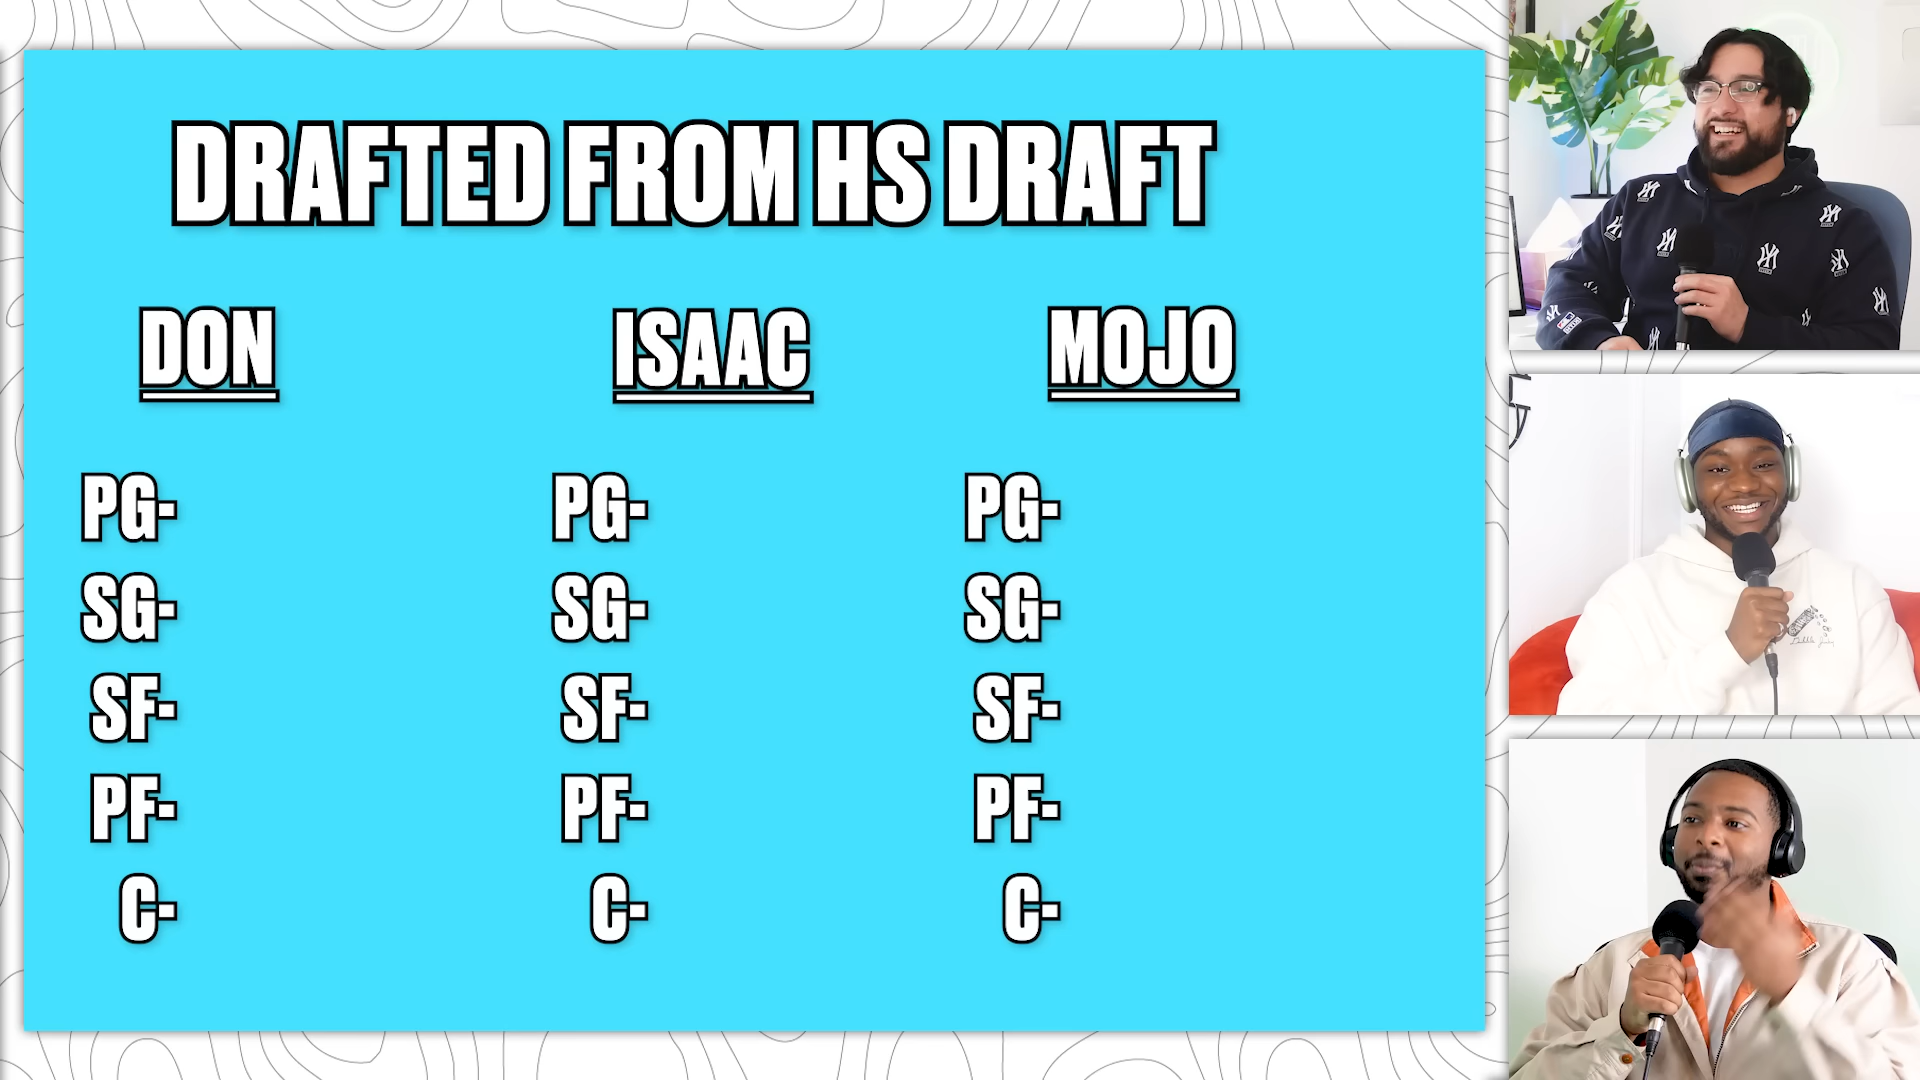 DRAFTED FROM HS DRAFT
DON
ISAAC
MOJO
PG-
SG-
SF-
PF-
C-
PG-
SG-
SF-
PF-
C-
PG-
SG-
SF-
PF-
C-